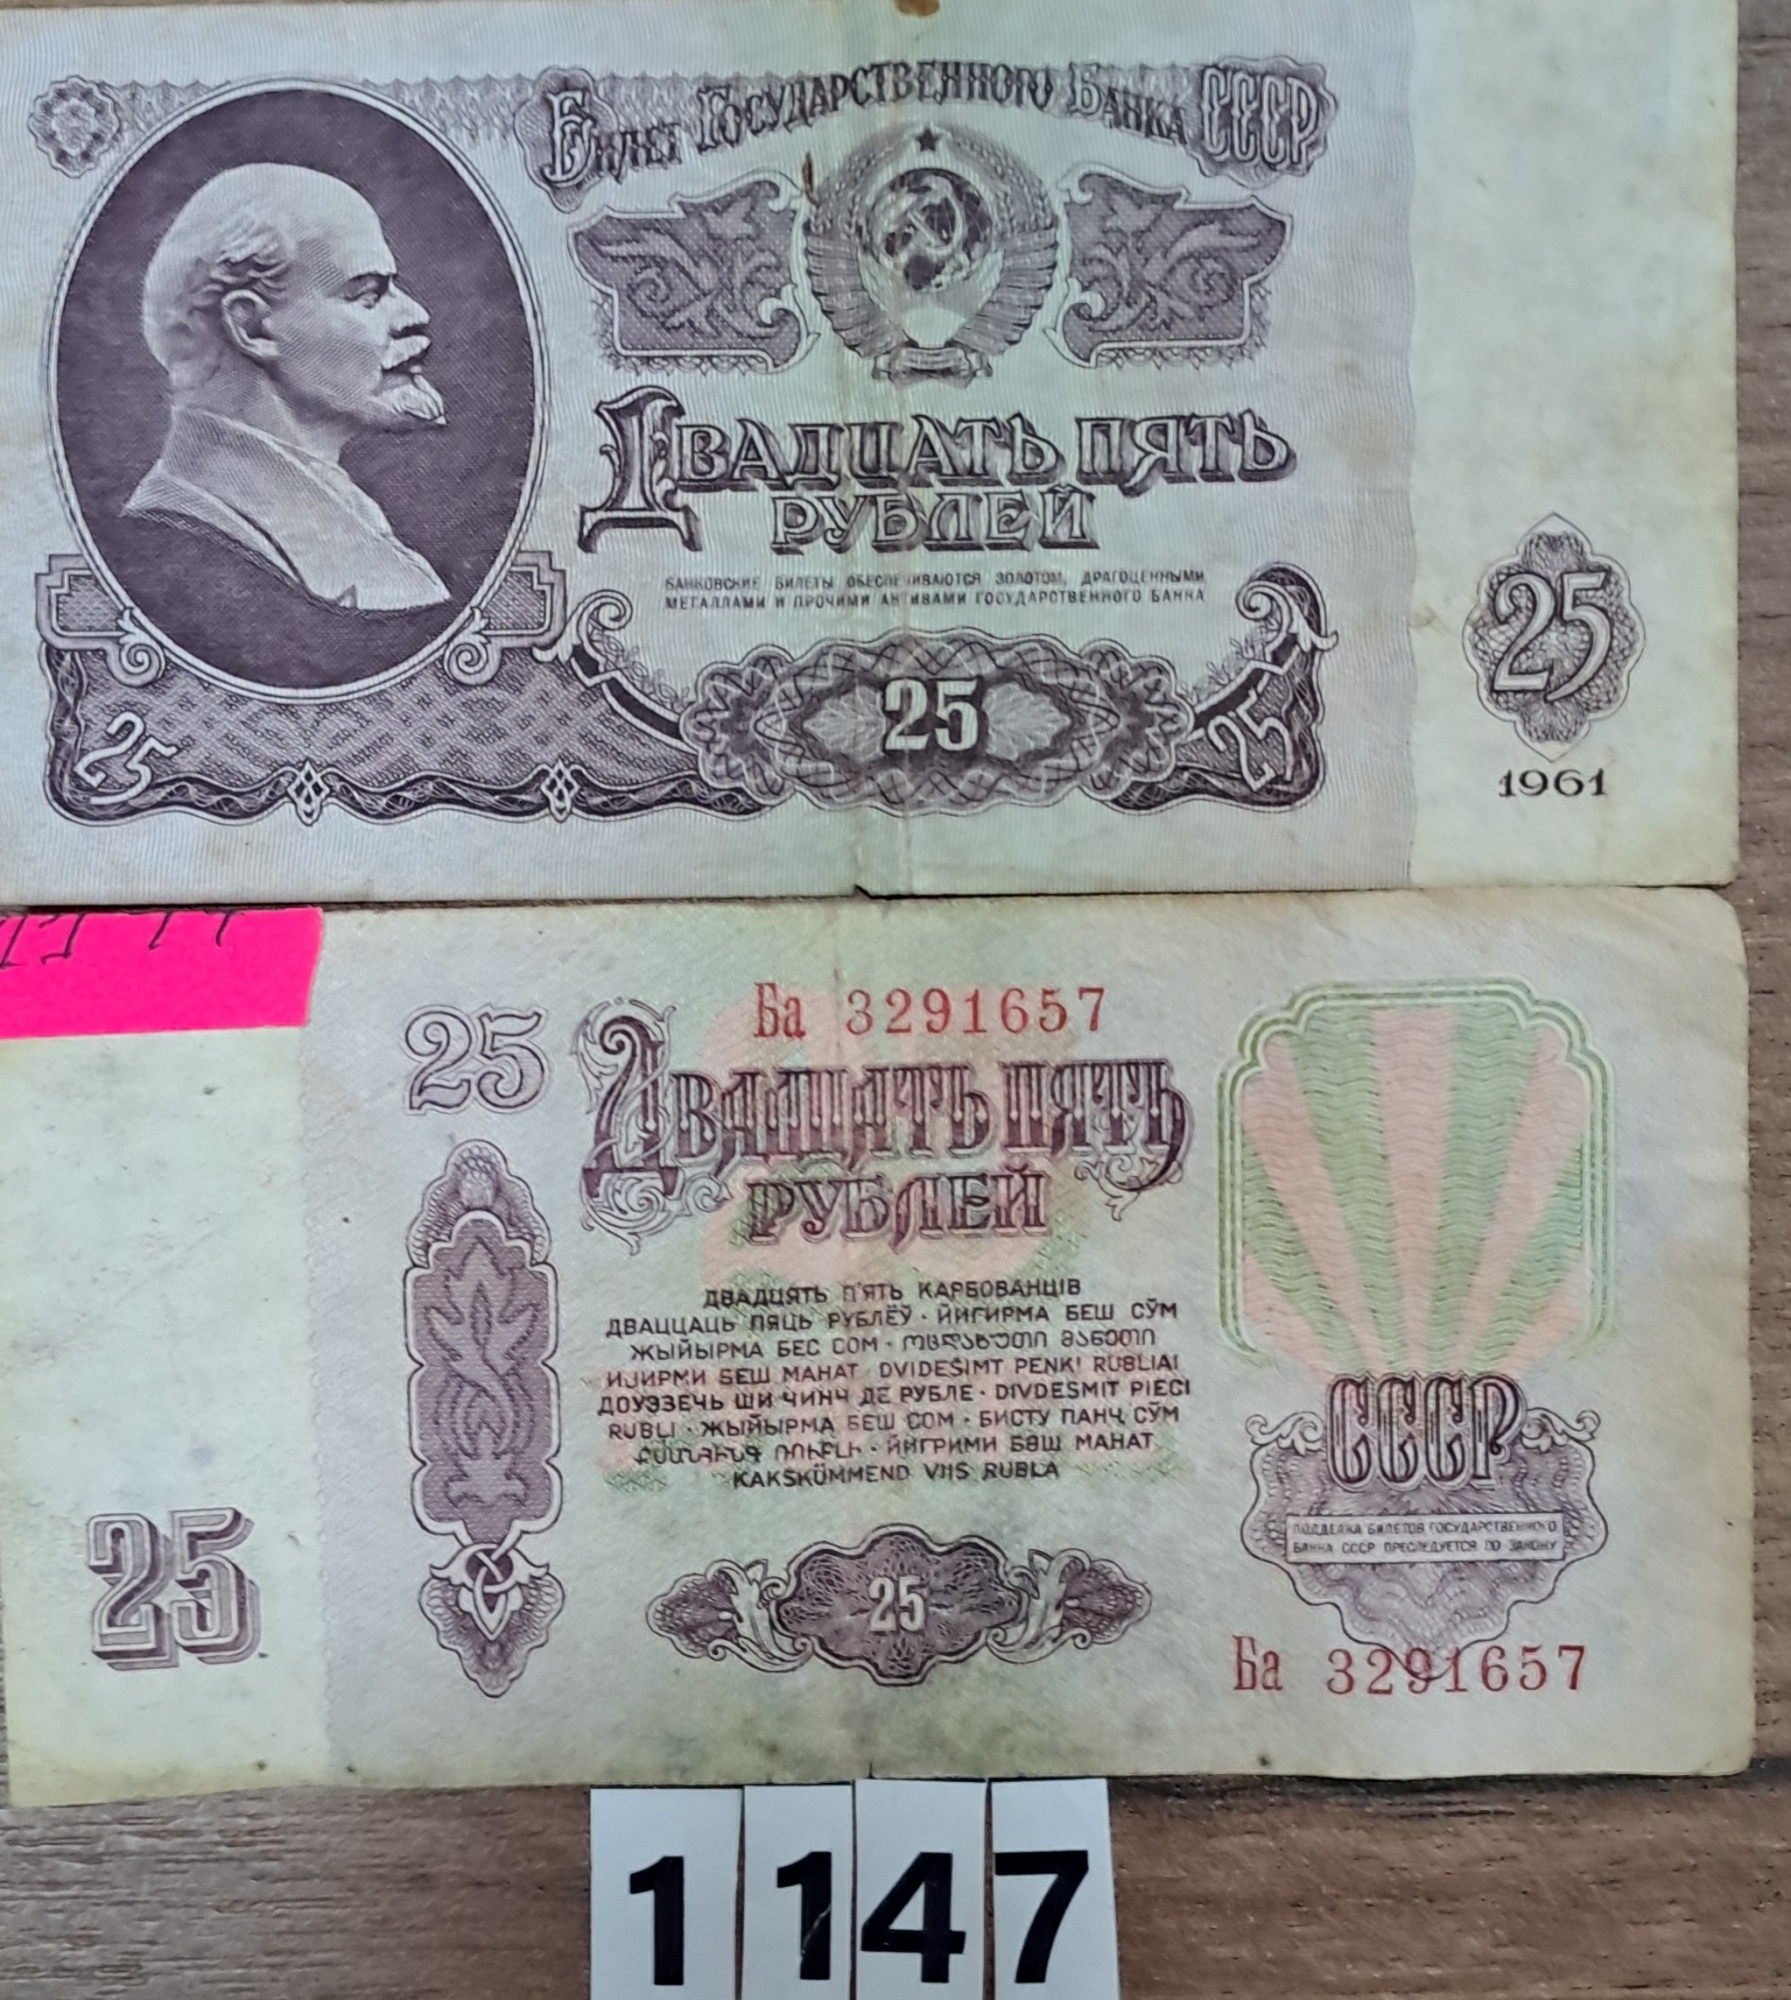 Билет Государственного Банка СССР
Двадцать пять
рублей
БАНКОВСКИЕ БИЛЕТЫ ОБЕСПЕЧИВАЮТСЯ ЗОЛОТОМ, ДРАГОЦЕННЫМИ
МЕТАЛЛАМИ И ПРОЧИМИ АКТИВАМИ ГОСУДАРСТВЕННОГО БАНКА
25
25
25
25
1961
Ба 3291657
25
Двадцать пять
рублей
ДВАДЦЯТЬ П'ЯТЬ КАРБОВАНЦІВ
ДВАЦЦАЦЬ ПЯЦЬ РУБЛЁЎ · ЙИГИРМА БЕШ СЎМ
ЖЫЙЫРМА БЕС СОМ · ოცდახუთი მანეთი
ИЈИРМИ БЕШ МАНАТ · DVIDEŠIMT PENKI RUBLIAI
ДОУЭЗЕЧЬ ШИ ЧИНЧ ДЕ РУБЛЕ · DIVDESMIT PIECI
RUBĻI · ЖЫЙЫРМА БЕШ СОМ · БИСТУ ПАНҶ СӮМ
ՔՍԱՆՀԻՆԳ ՌՈՒԲԼԻ · ЙИГРИМИ БӘШ МАНАТ
KAKSKÜMMEND VIIS RUBLA
СССР
ПОДДЕЛКА БИЛЕТОВ ГОСУДАРСТВЕННОГО
БАНКА СССР ПРЕСЛЕДУЕТСЯ ПО ЗАКОНУ
25
25
Ба 3291657
1147